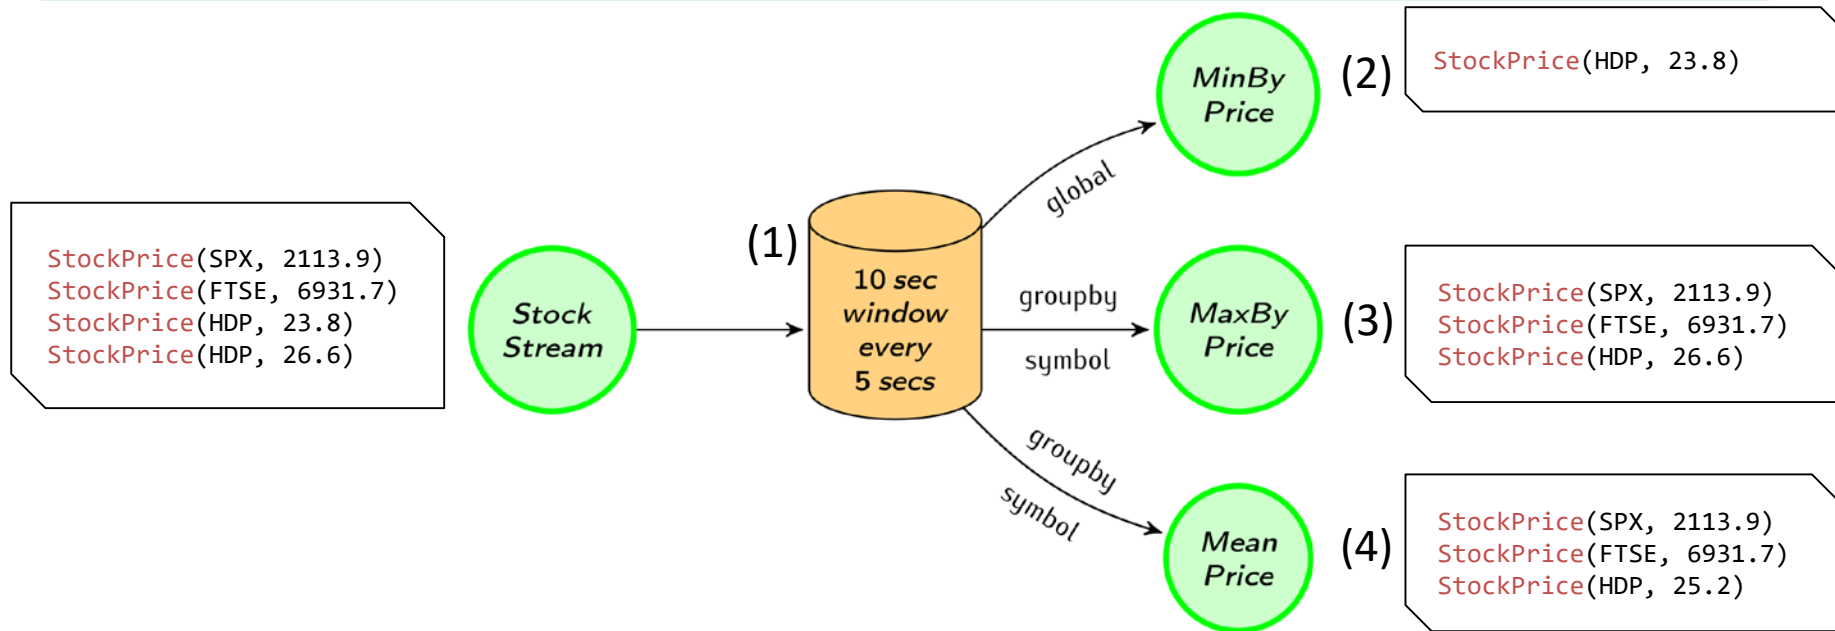 StockPrice(SPX, 2113.9)
StockPrice(FTSE, 6931.7)
StockPrice(HDP, 23.8)
StockPrice(HDP, 26.6)
Stock
Stream
(1)
10 sec
window
every
5 secs
global
groupby
symbol
groupby
symbol
MinBy
Price
(2)
StockPrice(HDP, 23.8)
MaxBy
Price
(3)
StockPrice(SPX, 2113.9)
StockPrice(FTSE, 6931.7)
StockPrice(HDP, 26.6)
Mean
Price
(4)
StockPrice(SPX, 2113.9)
StockPrice(FTSE, 6931.7)
StockPrice(HDP, 25.2)